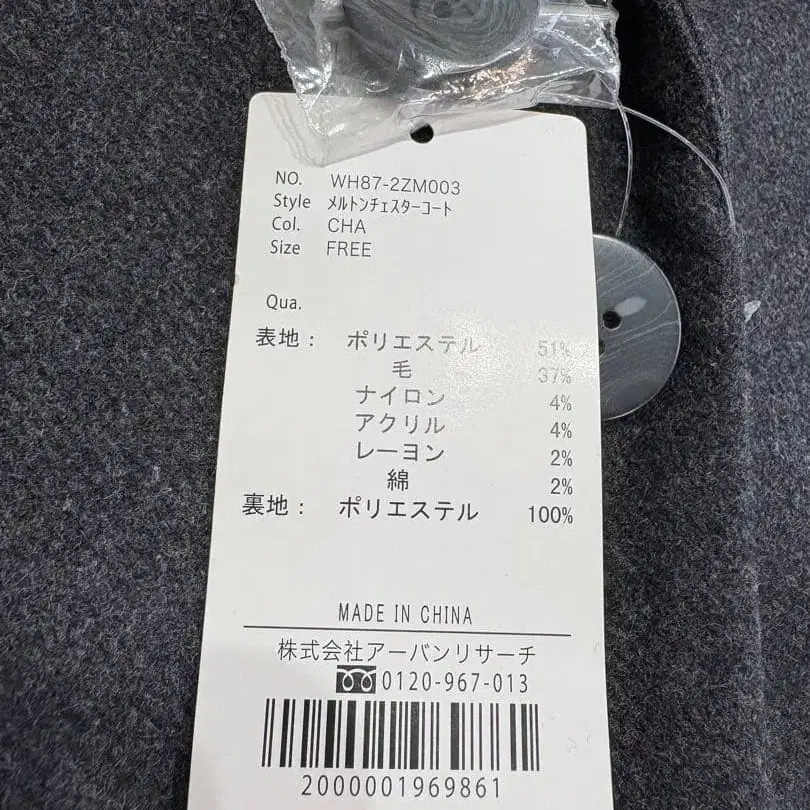 NO. WH87-2ZM003
Style ﾒﾙﾄﾝﾁｪｽﾀｰｺｰﾄ
Col. CHA
Size FREE
Qua.
表地： ポリエステル 51%
毛 37%
ナイロン 4%
アクリル 4%
レーヨン 2%
綿 2%
裏地： ポリエステル 100%
MADE IN CHINA
株式会社アーバンリサーチ
0120-967-013
2000001969861